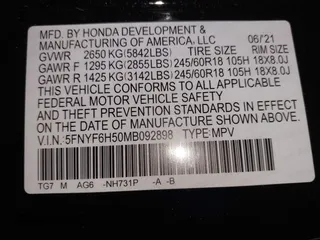 MFD. BY HONDA DEVELOPMENT &
MANUFACTURING OF AMERICA, LLC 06/21
GVWR 2650 KG(5842LBS) TIRE SIZE RIM SIZE
GAWR F 1295 KG(2855LBS) 245/60R18 105H 18X8.0J
GAWR R 1425 KG(3142LBS) 245/60R18 105H 18X8.0J
THIS VEHICLE CONFORMS TO ALL APPLICABLE
FEDERAL MOTOR VEHICLE SAFETY
AND THEFT PREVENTION STANDARDS IN EFFECT
ON THE DATE OF MANUFACTURE SHOWN ABOVE.
V.I.N.: 5FNYF6H50MB092898 TYPE: MPV
TG7 M AG6 -NH731P -A -B